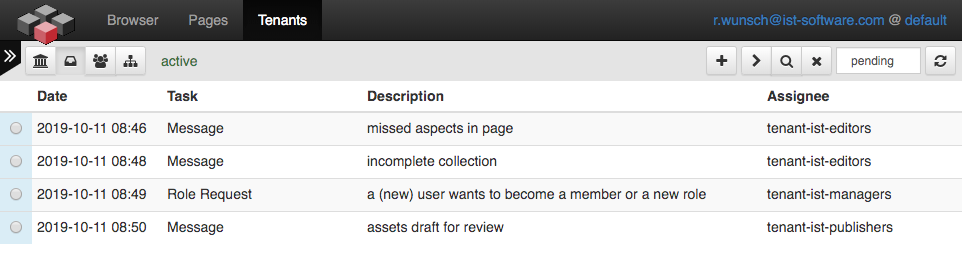 Browser Pages Tenants r.wunsch@ist-software.com @ default
active pending
Date Task Description Assignee
2019-10-11 08:46 Message missed aspects in page tenant-ist-editors
2019-10-11 08:48 Message incomplete collection tenant-ist-editors
2019-10-11 08:49 Role Request a (new) user wants to become a member or a new role tenant-ist-managers
2019-10-11 08:50 Message assets draft for review tenant-ist-publishers